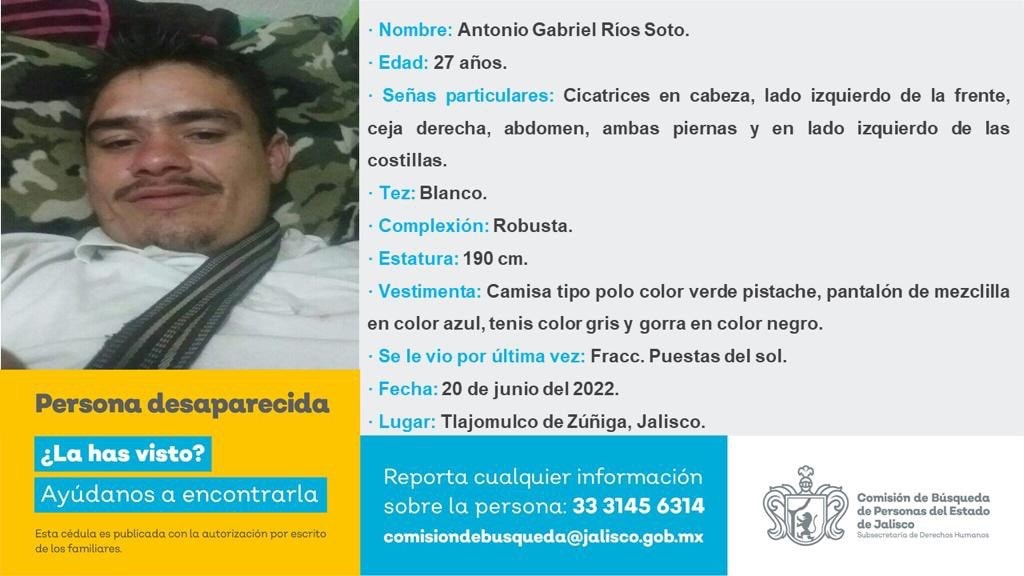 · Nombre: Antonio Gabriel Ríos Soto.
· Edad: 27 años.
· Señas particulares: Cicatrices en cabeza, lado izquierdo de la frente,
ceja derecha, abdomen, ambas piernas y en lado izquierdo de las
costillas.
· Tez: Blanco.
· Complexión: Robusta.
· Estatura: 190 cm.
· Vestimenta: Camisa tipo polo color verde pistache, pantalón de mezclilla
en color azul, tenis color gris y gorra en color negro.
· Se le vio por última vez: Fracc. Puestas del sol.
· Fecha: 20 de junio del 2022.
· Lugar: Tlajomulco de Zúñiga, Jalisco.
Persona desaparecida
¿La has visto?
Ayúdanos a encontrarla
Esta cédula es publicada con la autorización por escrito
de los familiares.
Reporta cualquier información
sobre la persona: 33 3145 6314
comisiondebusqueda@jalisco.gob.mx
Comisión de Búsqueda
de Personas del Estado
de Jalisco
Subsecretaría de Derechos Humanos